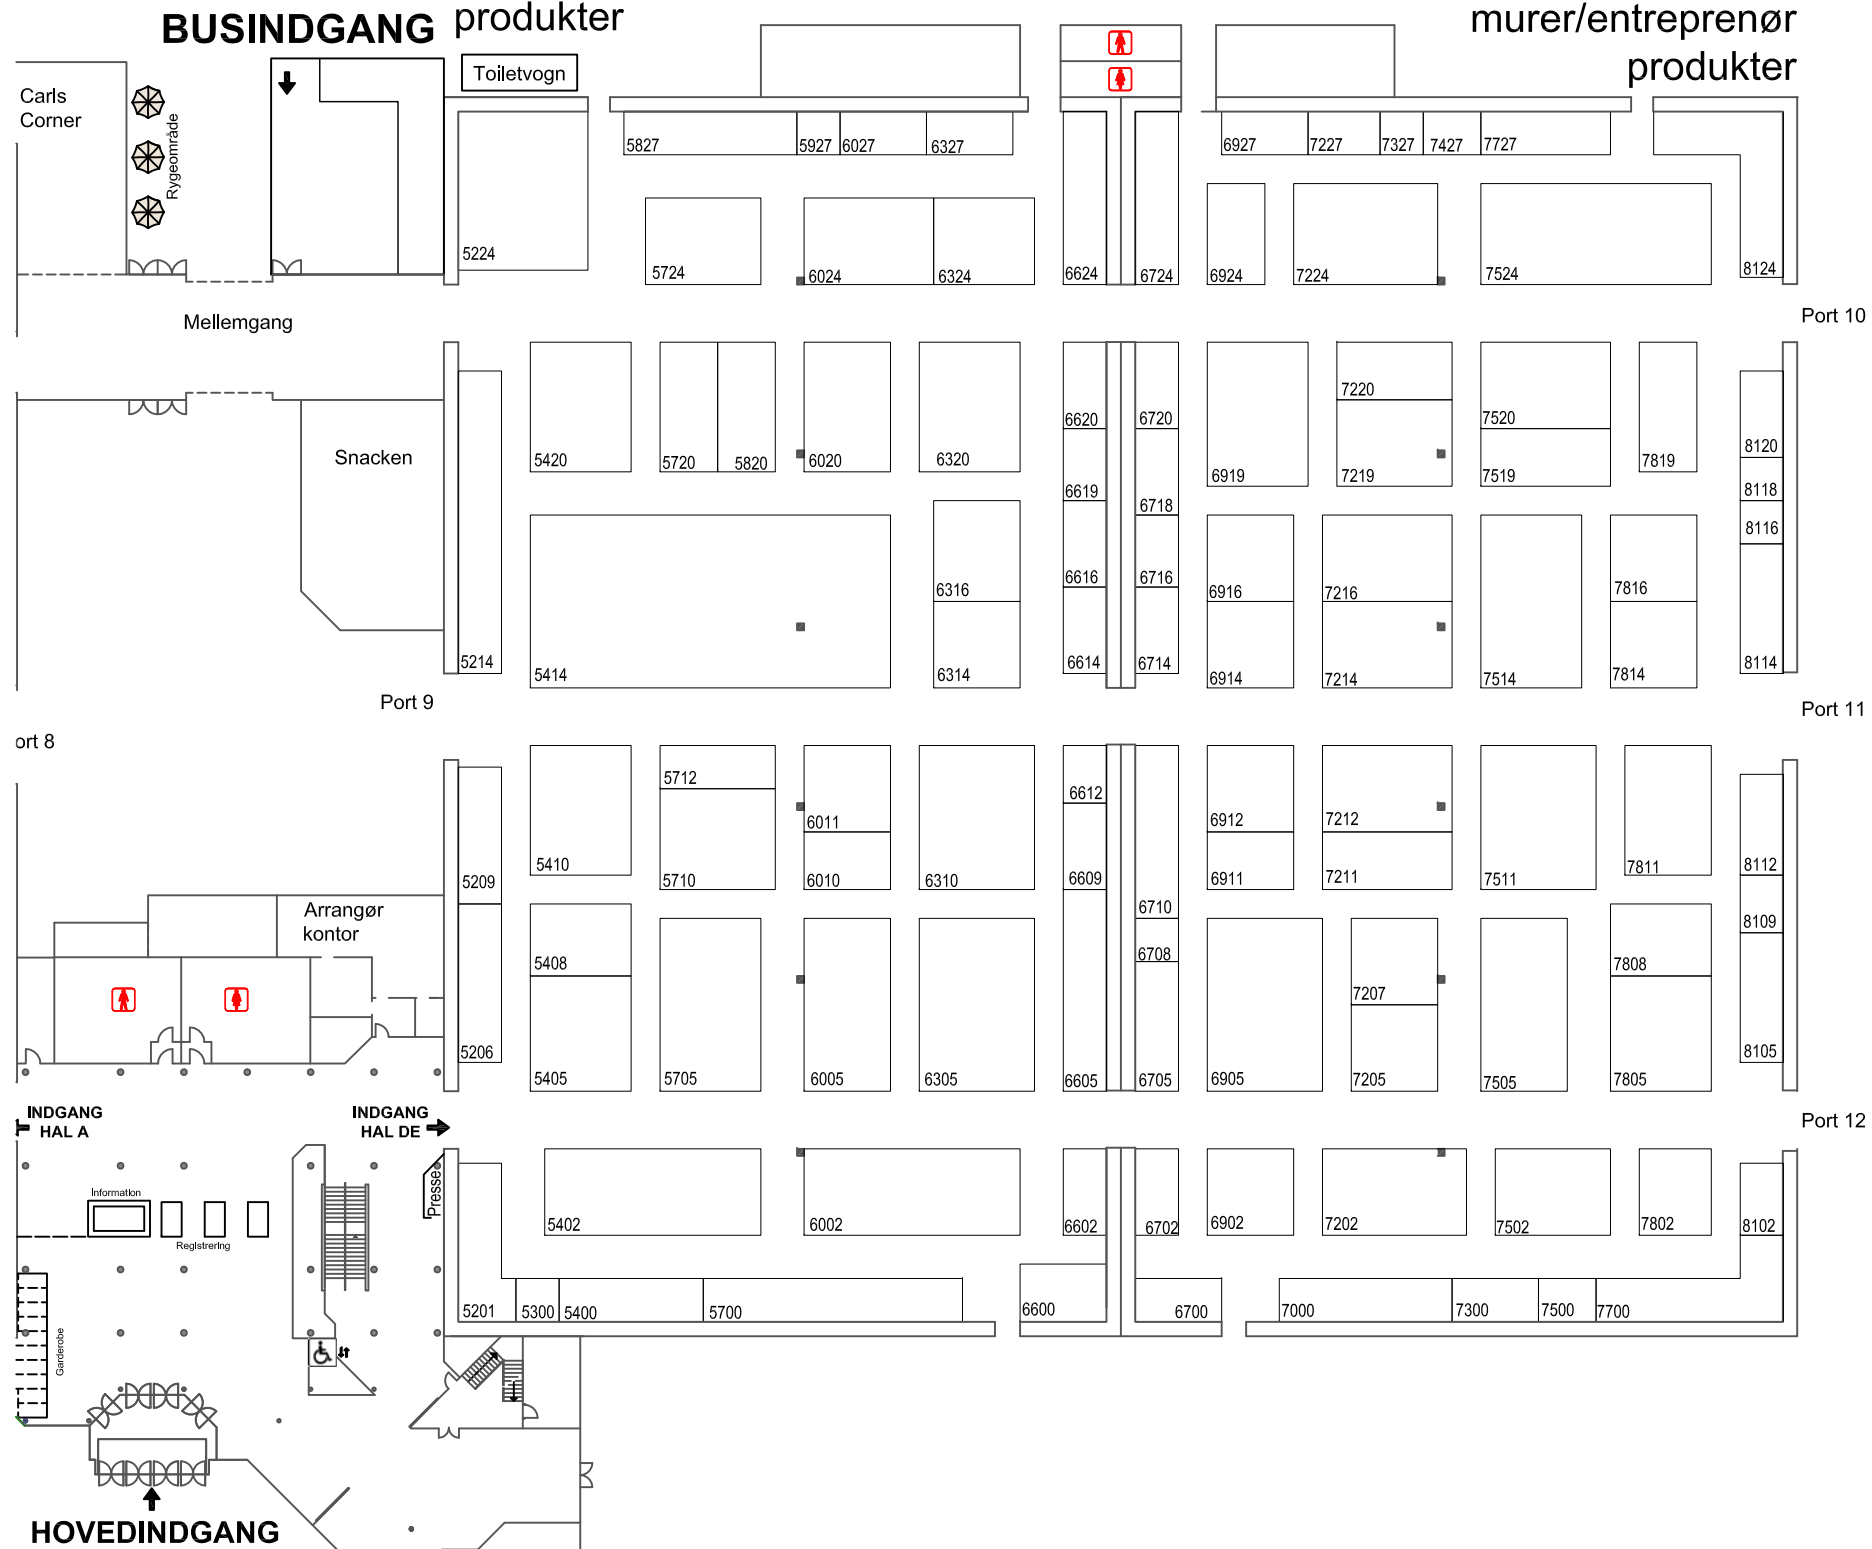 BUSINDGANG
produkter
murer/entreprenør
produkter
Toiletvogn
Carls
Corner
Rygeområde
5827 5927 6027 6327 6927 7227 7327 7427 7727
5224 5724 6024 6324 6624 6724 6924 7224 7524 8124
Mellemgang
Port 10
Snacken
5420 5720 5820 6020 6320 6620 6720 6919 7220 7219 7520 7519 7819 8120
6619 6718 8118
8116
6316 6616 6716 6916 7216 7816
5214 5414 6314 6614 6714 6914 7214 7514 7814 8114
Port 9
Port 11
ort 8
5712 6612
6011 6912 7212
5410 5710 6010 6310 6609 6911 7211 7511 7811 8112
5209
Arrangør
kontor
6710 8109
5408 6708 7808
7207
5206 8105
5405 5705 6005 6305 6605 6705 6905 7205 7505 7805
INDGANG
HAL A
INDGANG
HAL DE
Port 12
Presse
Information
Registrering
5402 6002 6602 6702 6902 7202 7502 7802 8102
5201 5300 5400 5700 6600 6700 7000 7300 7500 7700
Garderobe
HOVEDINDGANG